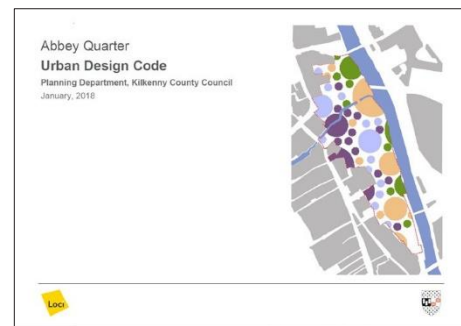 Abbey Quarter
Urban Design Code
Planning Department, Kilkenny County Council
January, 2018
Loci